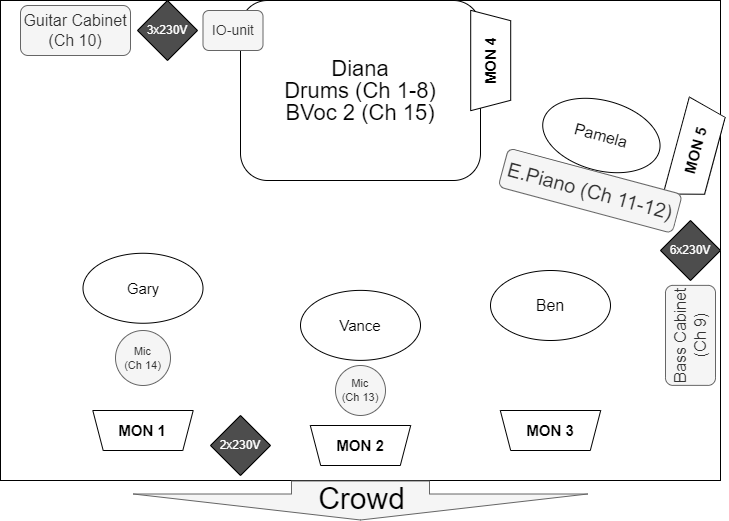 Guitar Cabinet
(Ch 10)
3x230V
IO-unit
Diana
Drums (Ch 1-8)
BVoc 2 (Ch 15)
MON 4
Pamela
MON 5
E.Piano (Ch 11-12)
6x230V
Gary
Vance
Ben
Bass Cabinet
(Ch 9)
Mic
(Ch 14)
Mic
(Ch 13)
MON 1
2x230V
MON 2
MON 3
Crowd